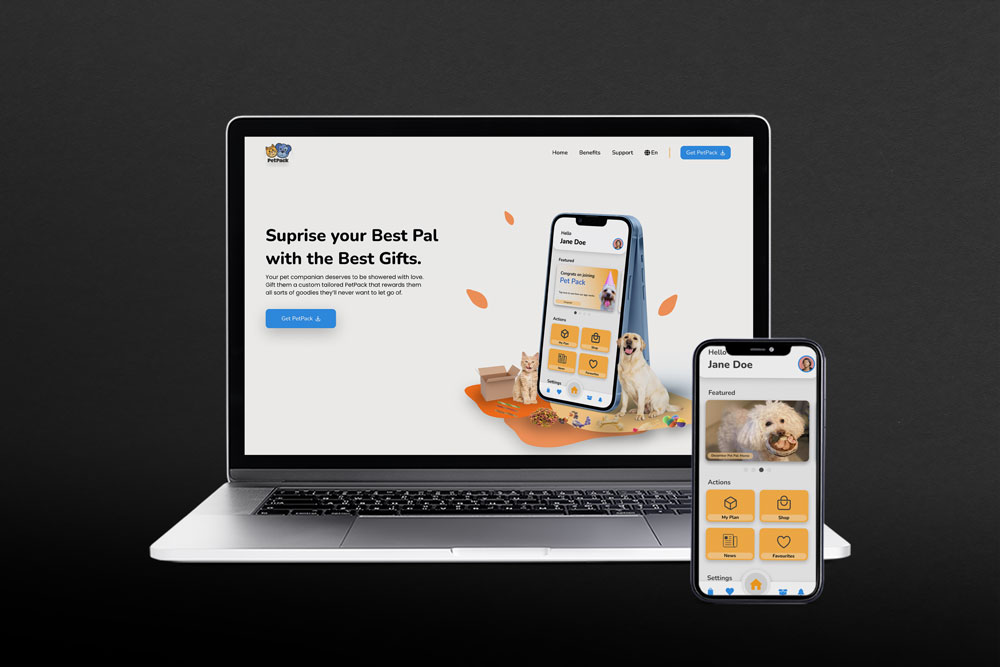 PetPack
Home Benefits Support En Get PetPack
Suprise your Best Pal
with the Best Gifts.
Your pet companion deserves to be showered with love.
Gift them a custom tailored PetPack that rewards them
all sorts of goodies they'll never want to let go of.
Get PetPack
Hello
Jane Doe
Featured
Congrats on joining
Pet Pack
Actions
My Plan Shop
News Favourites
Settings
Hello
Jane Doe
Featured
Actions
My Plan Shop
News Favourites
Settings